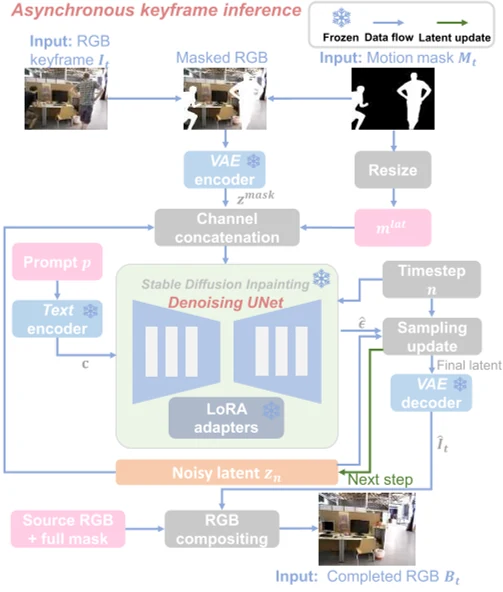 Asynchronous keyframe inference
Frozen Data flow Latent update
Input: RGB
keyframe I_t
Masked RGB
Input: Motion mask M_t
VAE
encoder
Resize
z^mask
Channel
concatenation
m^lat
Prompt p
Stable Diffusion Inpainting
Denoising UNet
Timestep
n
Text
encoder
ε̂
Sampling
update
c
Final latent
VAE
decoder
LoRA
adapters
Î_t
Noisy latent z_n
Next step
Source RGB
+ full mask
RGB
compositing
Input: Completed RGB B_t